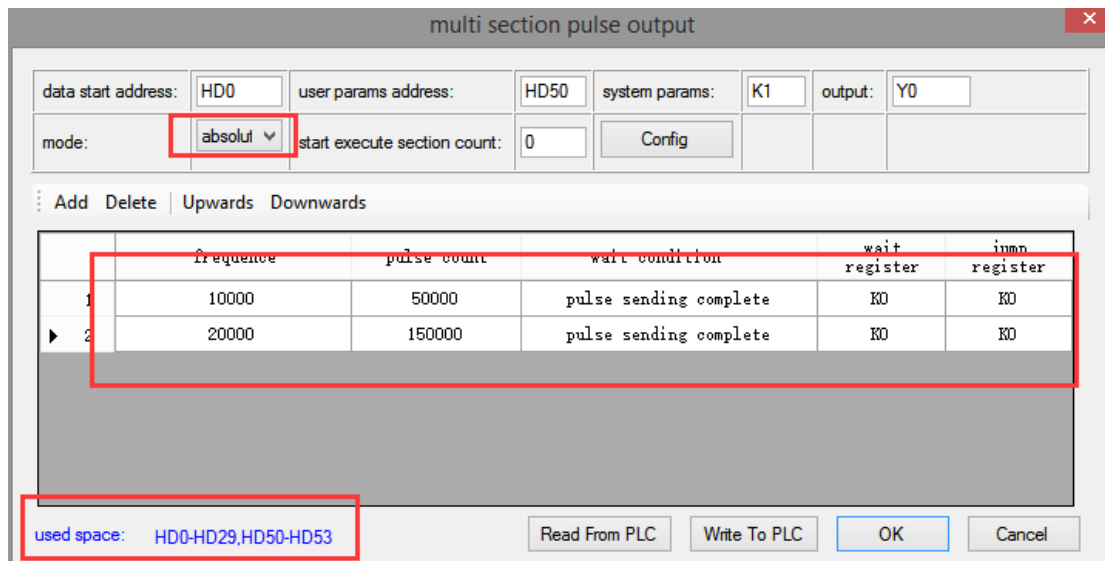 multi section pulse output
data start address: HD0 user params address: HD50 system params: K1 output: Y0
mode: absolut start execute section count: 0 Config
Add Delete Upwards Downwards
frequence pulse count wait condition wait register jump register
1 10000 50000 pulse sending complete K0 K0
2 20000 150000 pulse sending complete K0 K0
used space: HD0-HD29,HD50-HD53 Read From PLC Write To PLC OK Cancel